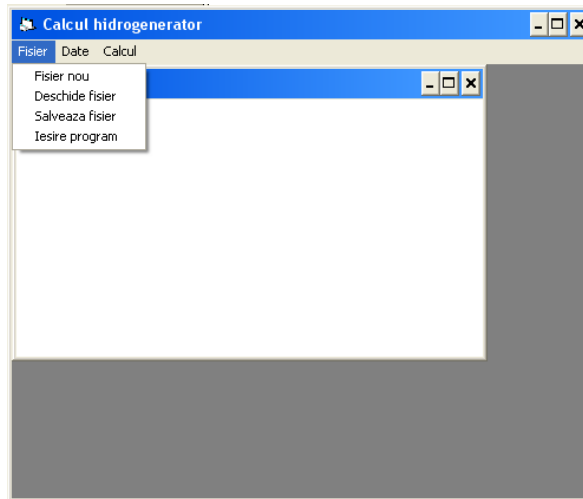 Calcul hidrogenerator
Fisier Date Calcul
Fisier nou
Deschide fisier
Salveaza fisier
Iesire program